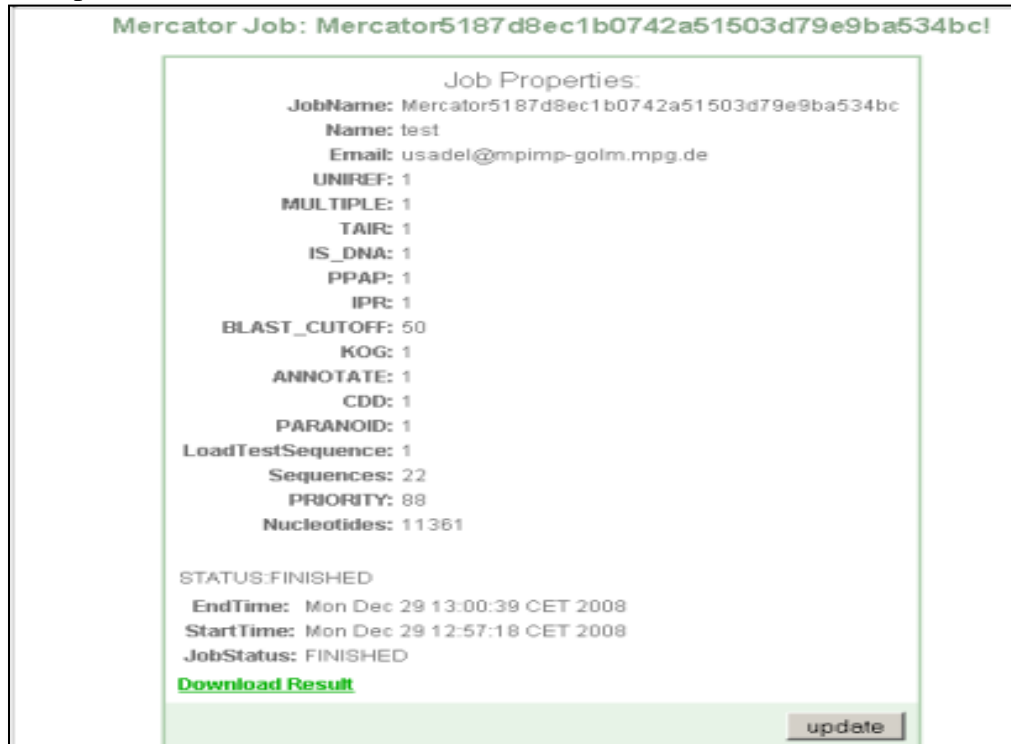 Mercator Job: Mercator5187d8ec1b0742a51503d79e9ba534bc!
Job Properties:
JobName: Mercator5187d8ec1b0742a51503d79e9ba534bc
Name: test
Email: usadel@mpimp-golm.mpg.de
UNIREF: 1
MULTIPLE: 1
TAIR: 1
IS_DNA: 1
PPAP: 1
IPR: 1
BLAST_CUTOFF: 50
KOG: 1
ANNOTATE: 1
CDD: 1
PARANOID: 1
LoadTestSequence: 1
Sequences: 22
PRIORITY: 88
Nucleotides: 11361
STATUS:FINISHED
EndTime: Mon Dec 29 13:00:39 CET 2008
StartTime: Mon Dec 29 12:57:18 CET 2008
JobStatus: FINISHED
Download Result
update